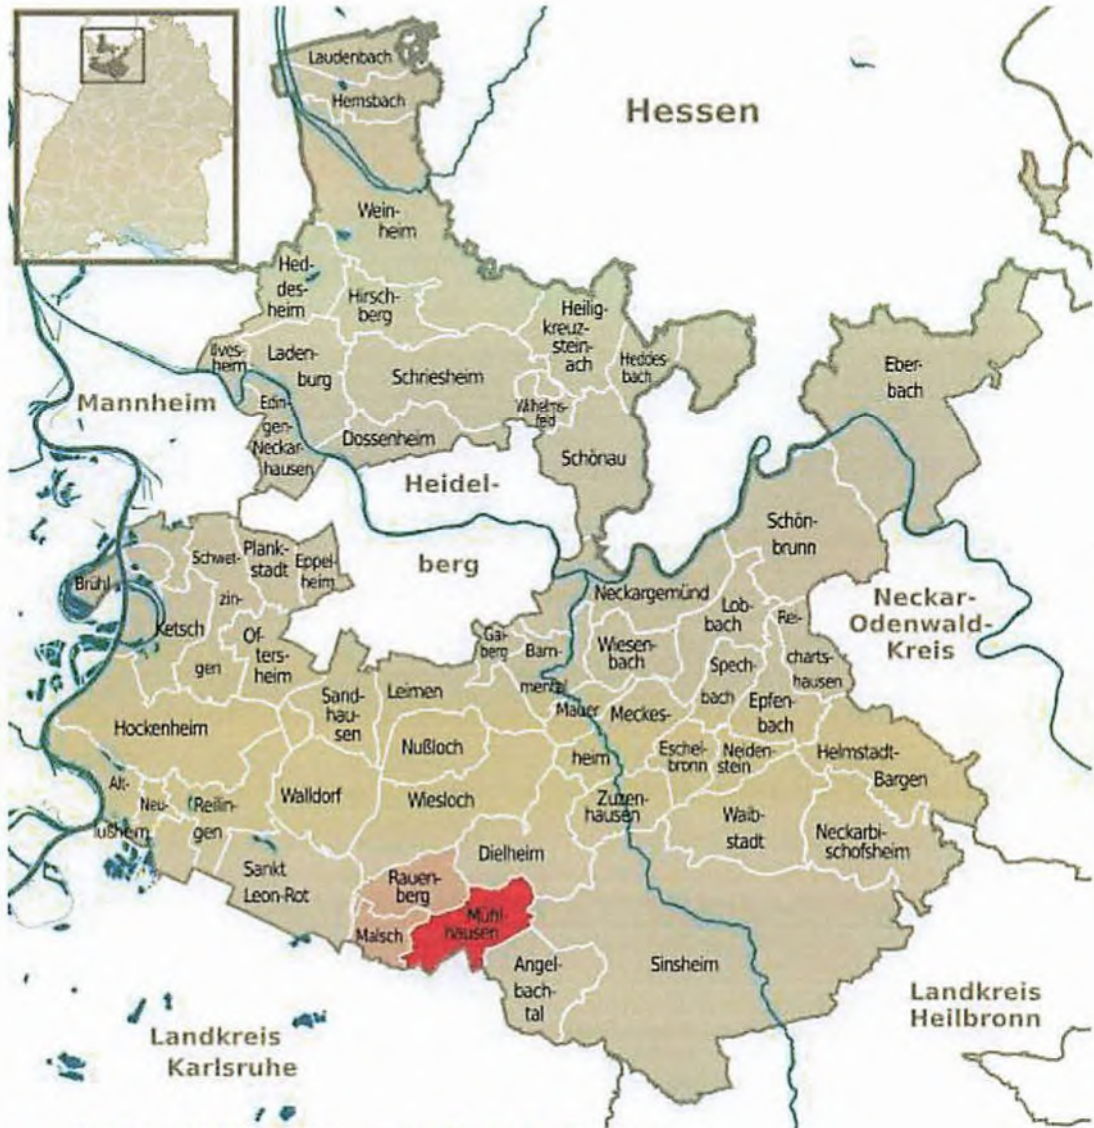 Laudenbach
Hemsbach
Hessen
Wein-
heim
Hed-
des-
heim
Hirsch-
berg
Heilig-
kreuz-
stein-
ach
Heddes-
bach
Eber-
bach
Ilves-
heim
Laden-
burg
Schriesheim
Wilhelms-
feld
Mannheim
Edin-
gen-
Neckar-
hausen
Dossenheim
Schönau
Heidel-
berg
Schön-
brunn
Schwet-
zin-
gen
Plank-
stadt
Eppel-
heim
Brühl
Ketsch
Of-
ters-
heim
Neckargemünd
Lob-
bach
Rei-
charts-
hausen
Neckar-
Odenwald-
Kreis
Gai-
berg
Bam-
mental
Wiesen-
bach
Spech-
bach
Epfen-
bach
Sand-
hau-
sen
Leimen
Mauer
Meckes-
heim
Hockenheim
Nußloch
Eschel-
bronn
Neiden-
stein
Helmstadt-
Bargen
Alt-
lußheim
Neu-
Reilin-
gen
Walldorf
Wiesloch
Zuzen-
hausen
Waib-
stadt
Neckarbi-
schofsheim
Sankt
Leon-Rot
Dielheim
Rauen-
berg
Mühl-
hausen
Malsch
Angel-
bach-
tal
Sinsheim
Landkreis
Heilbronn
Landkreis
Karlsruhe